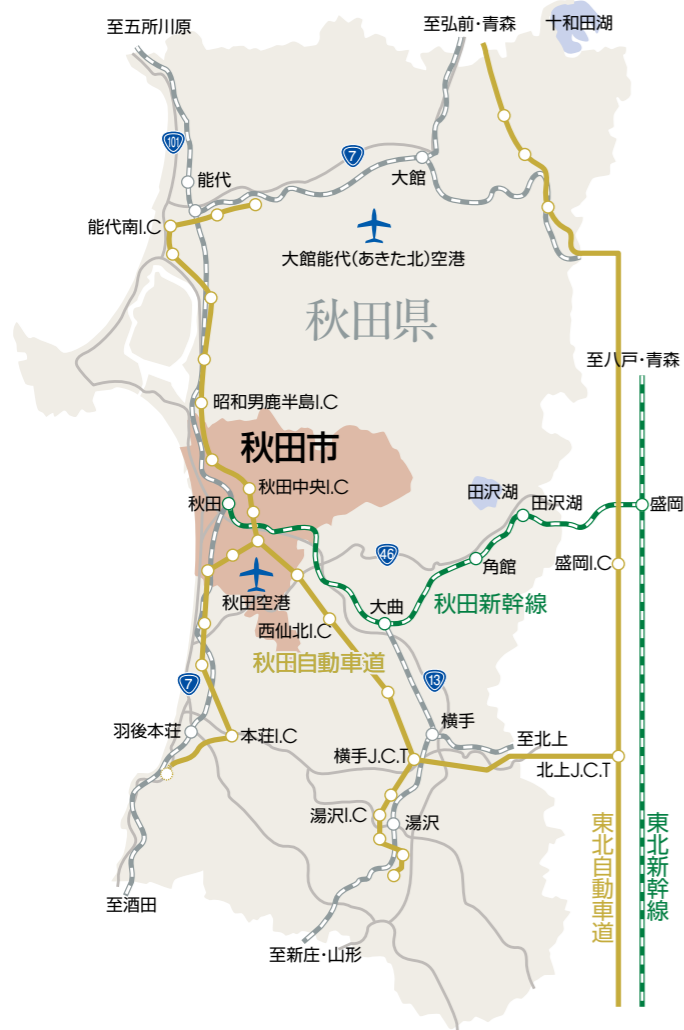 至五所川原
至弘前・青森
十和田湖
101
7
大館
能代
能代南I.C
大館能代(あきた北)空港
秋田県
至八戸・青森
昭和男鹿半島I.C
秋田市
秋田中央I.C
秋田
田沢湖
田沢湖
盛岡
46
角館
盛岡I.C
秋田空港
大曲
秋田新幹線
西仙北I.C
秋田自動車道
7
13
羽後本荘
本荘I.C
横手
至北上
横手J.C.T
北上J.C.T
湯沢I.C
湯沢
東北自動車道
東北新幹線
至酒田
至新庄・山形